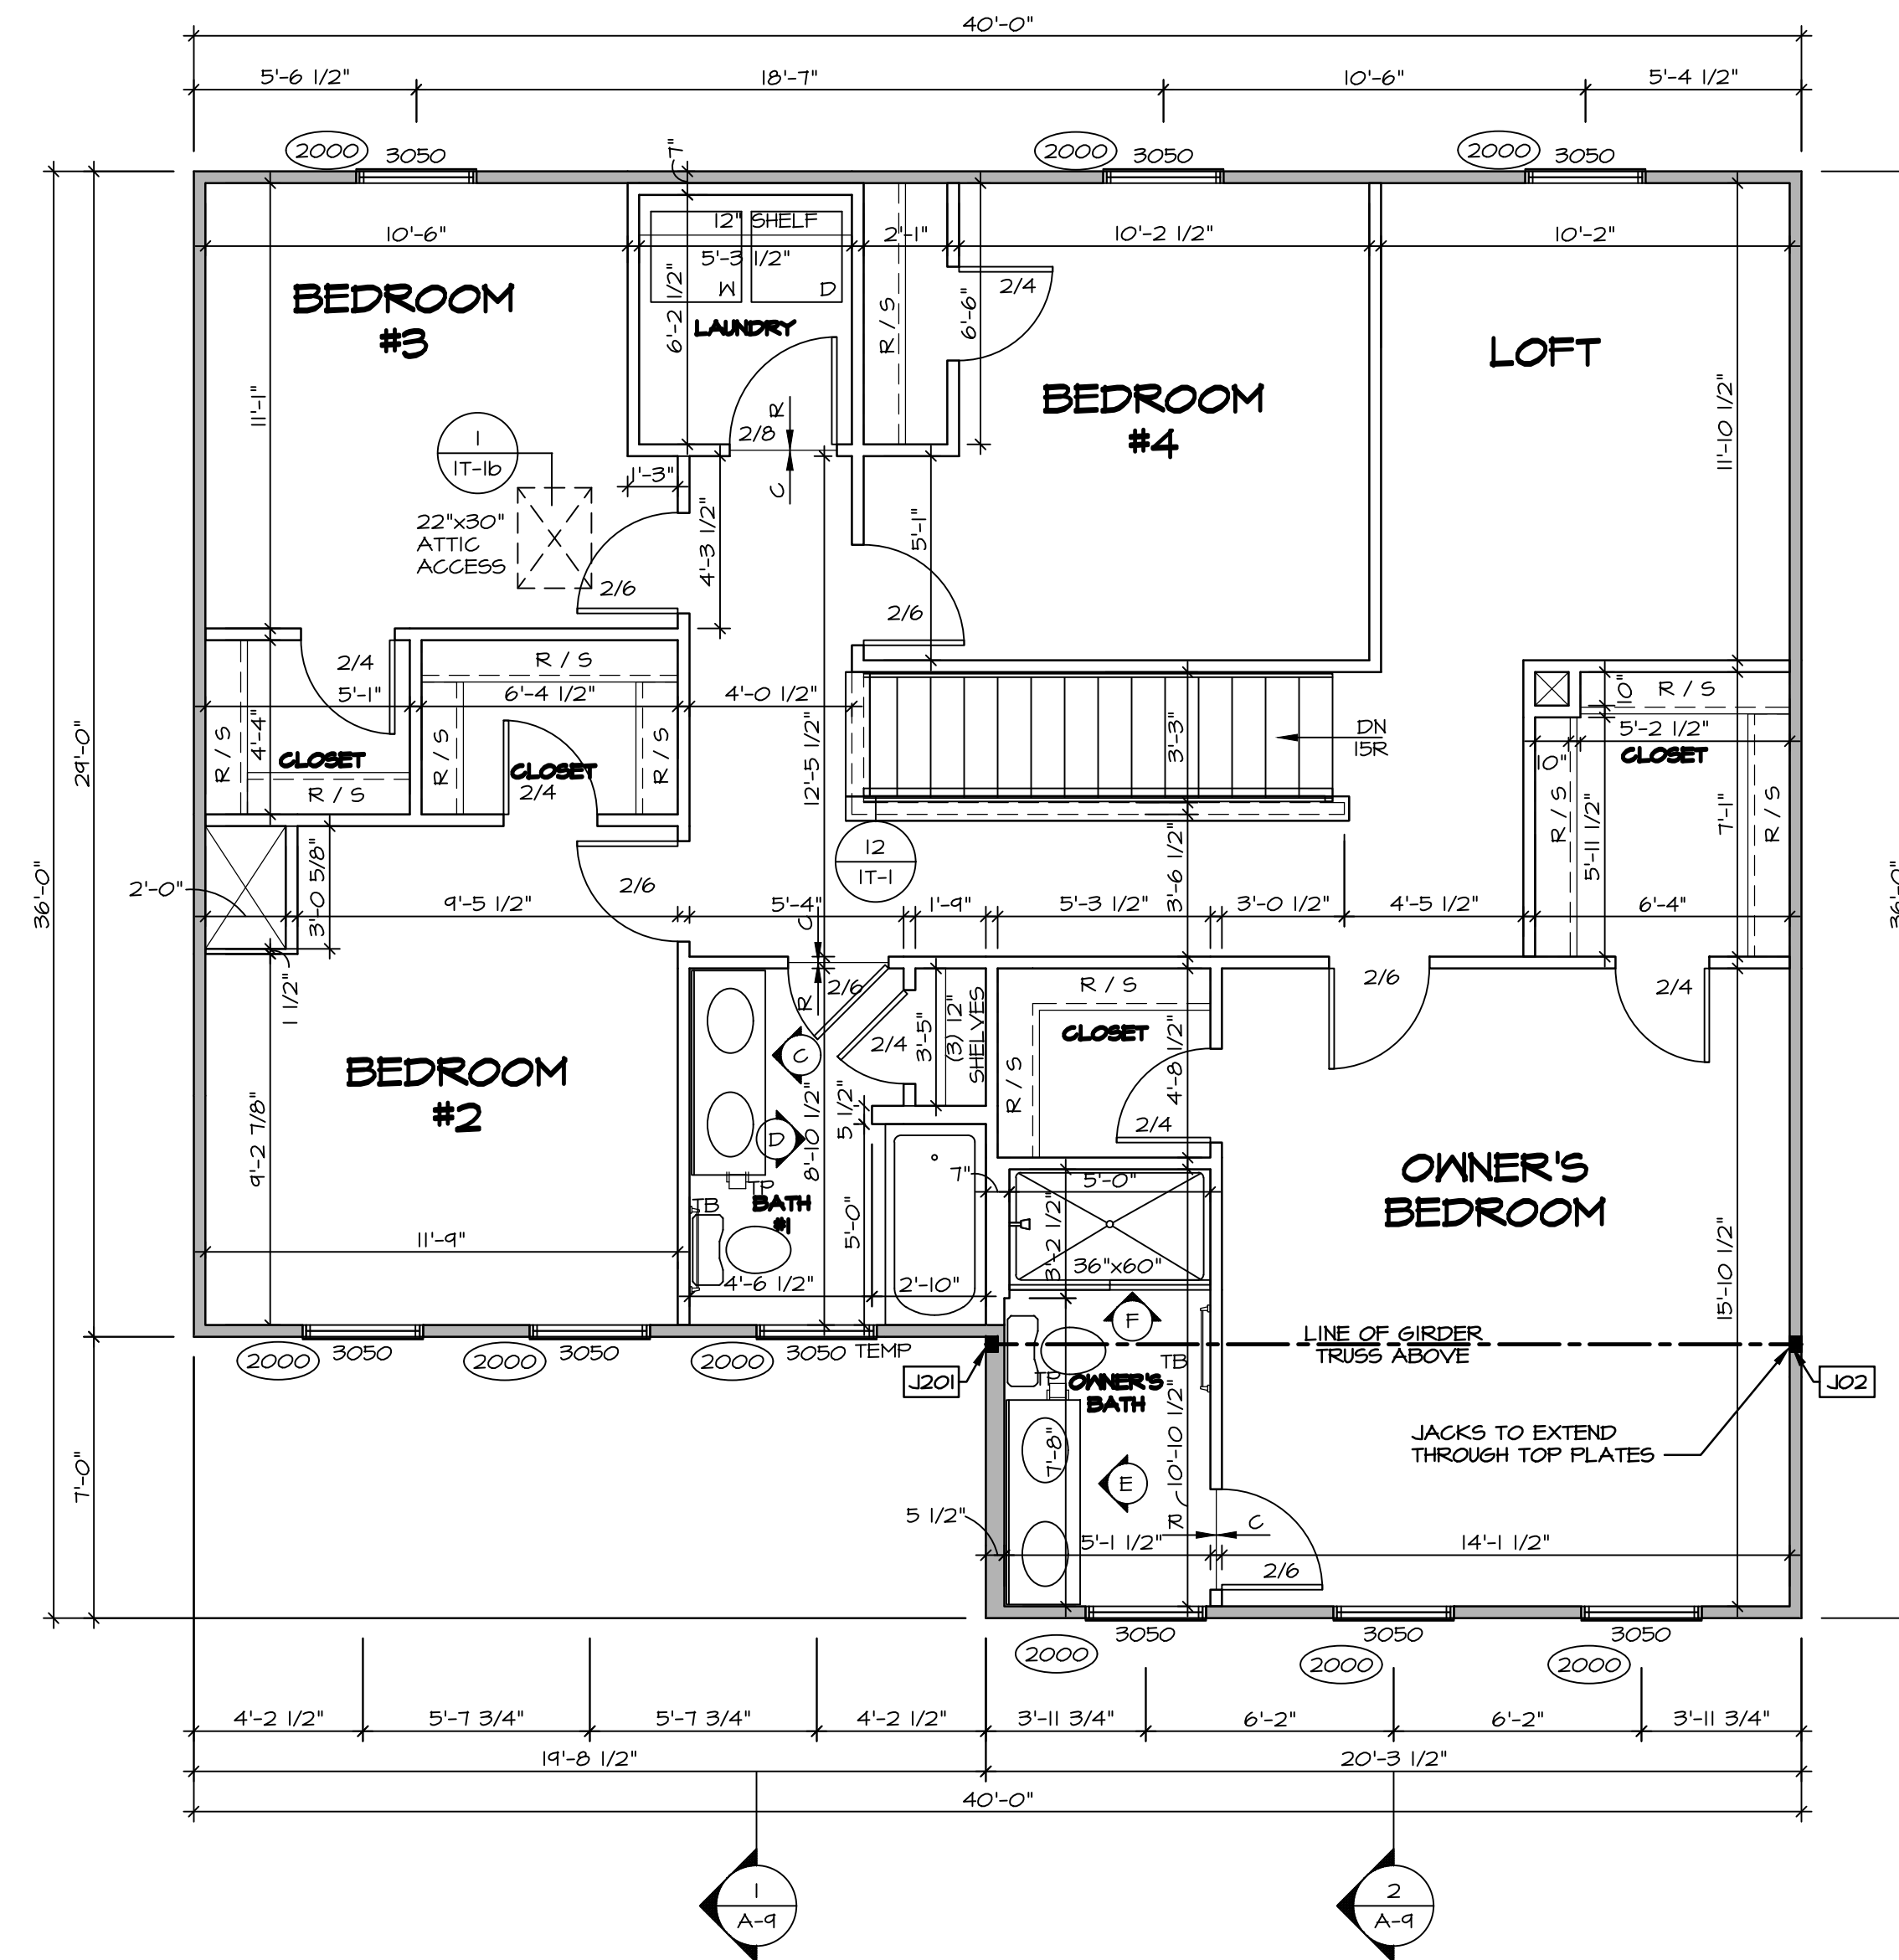 40'-0"
5'-6 1/2"
18'-7"
10'-6"
5'-4 1/2"
2000
3050
7"
2000
3050
2000
3050
12" SHELF
10'-6"
2'-1"
10'-2 1/2"
10'-2"
5'-3 1/2"
W
D
2/4
BEDROOM
#3
6'-2 1/2"
LAUNDRY
R / S
6'-6"
LOFT
BEDROOM
#4
11'-1"
11'-10 1/2"
R
2/8
C
1
1T-1b
1'-3"
22"x30"
ATTIC
ACCESS
4'-3 1/2"
5'-1"
2/6
2/6
2/4
R / S
5'-1"
6'-4 1/2"
4'-0 1/2"
R / S
10"
5'-2 1/2"
DN
15R
3'-3"
R / S
4'-4"
CLOSET
R / S
R / S
CLOSET
R / S
2/4
12'-5 1/2"
10"
CLOSET
29'-0"
36'-0"
36'-0"
R / S
5'-11 1/2"
7'-1"
R / S
12
1T-1
2'-0"
3'-0 5/8"
2/6
3'-6 1/2"
9'-5 1/2"
5'-4"
1'-9"
5'-3 1/2"
3'-0 1/2"
4'-5 1/2"
6'-4"
C
R
1 1/2"
2/6
2/4
3'-5"
(3) 12"
SHELVES
R / S
CLOSET
R / S
4'-8 1/2"
2/4
2/6
2/4
C
D
BEDROOM
#2
9'-2 7/8"
8'-10 1/2"
5 1/2"
TP
TB
BATH
#1
5'-0"
7"
5'-0"
3'-2 1/2"
36"x60"
OWNER'S
BEDROOM
15'-10 1/2"
11'-9"
4'-6 1/2"
2'-10"
F
LINE OF GIRDER
TRUSS ABOVE
2000
3050
2000
3050
2000
3050 TEMP
J201
TP
TB
OWNER'S
BATH
J02
JACKS TO EXTEND
THROUGH TOP PLATES
7'-0"
7'-8"
10'-10 1/2"
E
5 1/2"
R
C
5'-1 1/2"
14'-1 1/2"
2/6
2000
3050
2000
3050
2000
3050
4'-2 1/2"
5'-7 3/4"
5'-7 3/4"
4'-2 1/2"
3'-11 3/4"
6'-2"
6'-2"
3'-11 3/4"
19'-8 1/2"
20'-3 1/2"
40'-0"
1
A-9
2
A-9